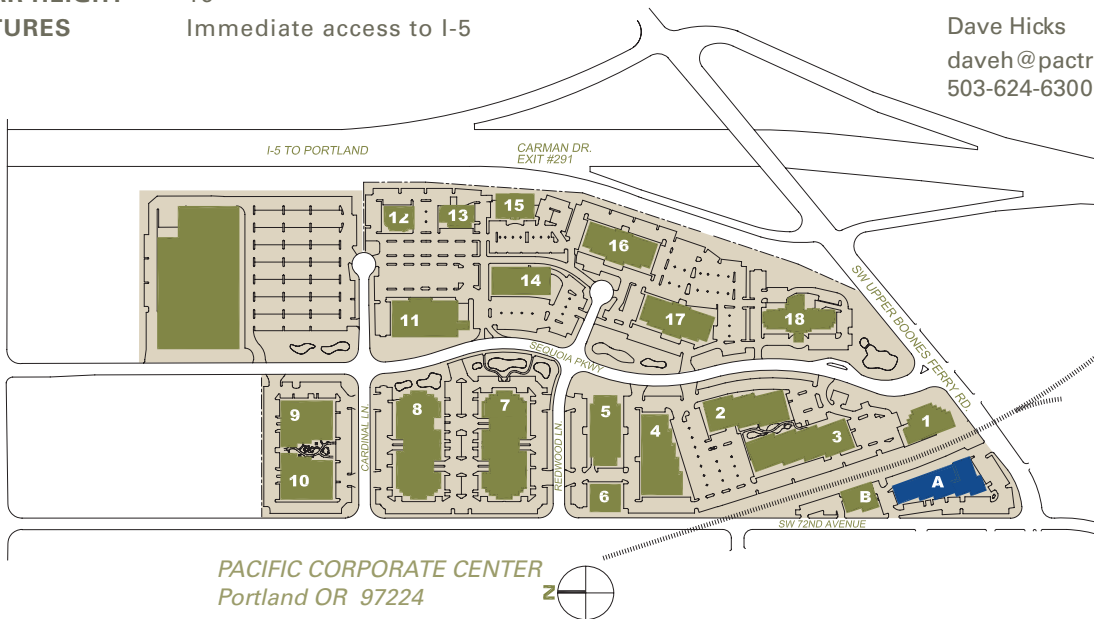 TURES Immediate access to I-5
Dave Hicks
daveh@pactr
503-624-6300
I-5 TO PORTLAND
CARMAN DR.
EXIT #291
12
13
15
16
14
11
17
18
SW UPPER BOONES FERRY RD.
SEQUOIA PKWY
9
8
7
5
2
1
4
3
CARDINAL LN.
REDWOOD LN.
10
6
B
A
SW 72ND AVENUE
PACIFIC CORPORATE CENTER
Portland OR 97224
N